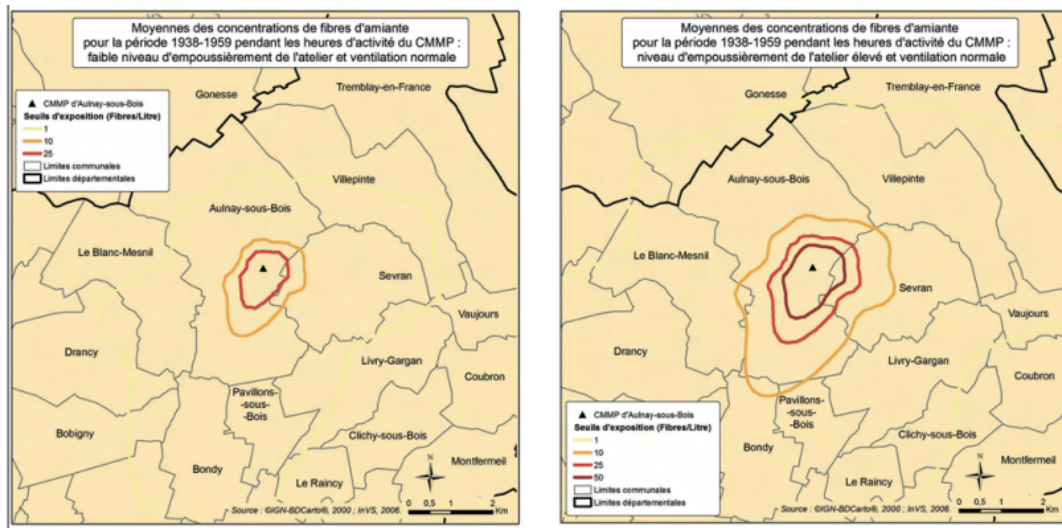 Moyennes des concentrations de fibres d'amiante
pour la période 1938-1959 pendant les heures d'activité du CMMP :
faible niveau d'empoussièrement de l'atelier et ventilation normale
Gonesse
Tremblay-en-France
CMMP d'Aulnay-sous-Bois
Seuils d'exposition (Fibres/Litre)
1
10
25
Limites communales
Limites départementales
Villepinte
Aulnay-sous-Bois
Le Blanc-Mesnil
Sevran
Vaujours
Drancy
Livry-Gargan
Coubron
Pavillons-
-sous-
-Bois
Bobigny
Clichy-sous-Bois
Bondy
Montfermeil
Le Raincy
N
0 0,5 1 2
Km
Source : ©IGN-BDCarto®, 2000 ; InVS, 2006.
Moyennes des concentrations de fibres d'amiante
pour la période 1938-1959 pendant les heures d'activité du CMMP :
niveau d'empoussièrement de l'atelier élevé et ventilation normale
Gonesse
Tremblay-en-France
Aulnay-sous-Bois
Villepinte
Le Blanc-Mesnil
Sevran
Vaujours
Drancy
Livry-Gargan
Coubron
Pavillons-
-sous-
-Bois
CMMP d'Aulnay-sous-Bois
Seuils d'exposition (Fibres/Litre)
1
10
25
50
Limites communales
Limites départementales
Clichy-sous-Bois
Bondy
Montfermeil
Le Raincy
N
0 0,5 1 2
Km
Source : ©IGN-BDCarto®, 2000 ; InVS, 2006.